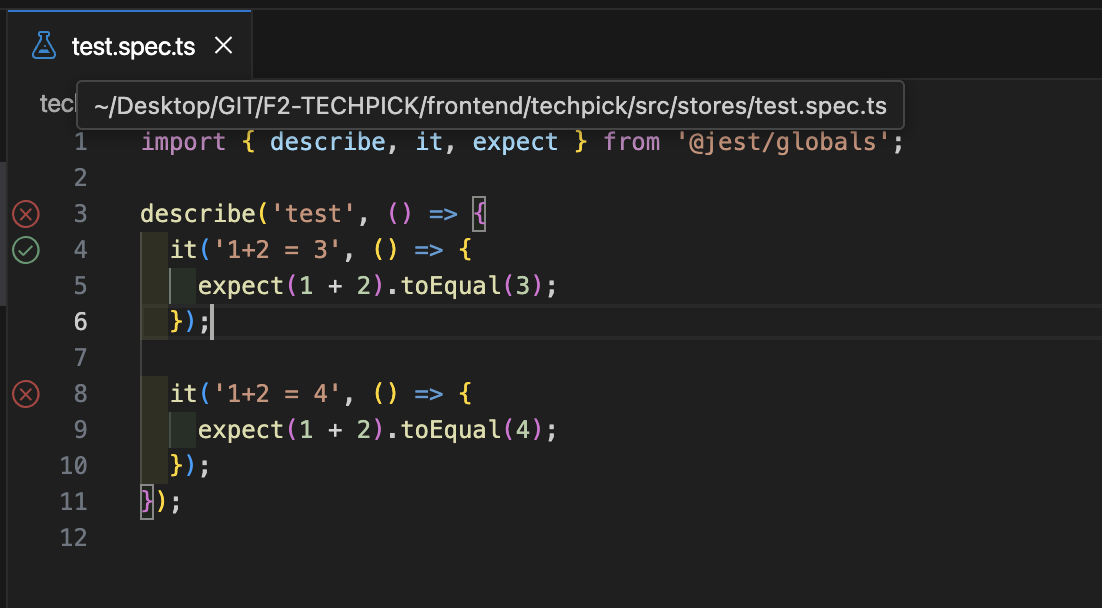 test.spec.ts
tec
~/Desktop/GIT/F2-TECHPICK/frontend/techpick/src/stores/test.spec.ts
1 import { describe, it, expect } from '@jest/globals';
2
3 describe('test', () => {
4   it('1+2 = 3', () => {
5     expect(1 + 2).toEqual(3);
6   });
7
8   it('1+2 = 4', () => {
9     expect(1 + 2).toEqual(4);
10   });
11 });
12